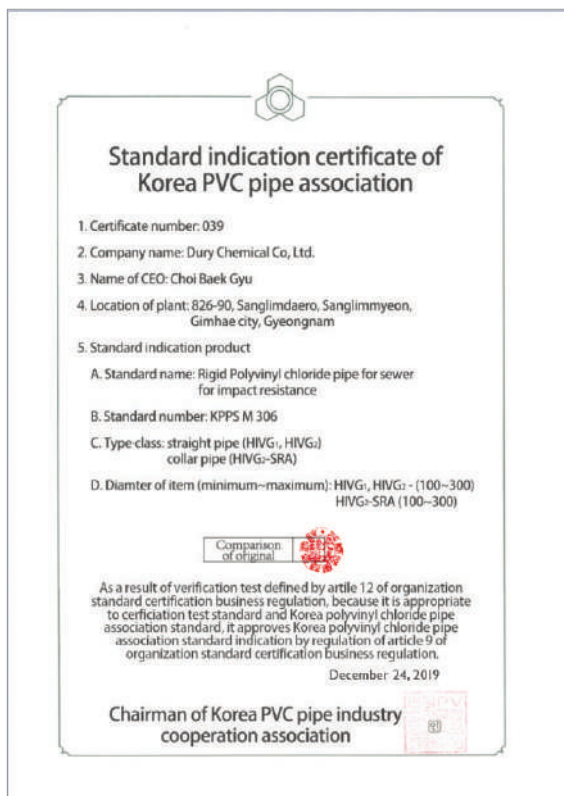 Standard indication certificate of
Korea PVC pipe association
1. Certificate number: 039
2. Company name: Dury Chemical Co, Ltd.
3. Name of CEO: Choi Baek Gyu
4. Location of plant: 826-90, Sanglimdaero, Sanglimmyeon,
Gimhae city, Gyeongnam
5. Standard indication product
A. Standard name: Rigid Polyvinyl chloride pipe for sewer
for impact resistance
B. Standard number: KPPS M 306
C. Type·class: straight pipe (HIVG₁, HIVG₂)
collar pipe (HIVG₂-SRA)
D. Diamter of item (minimum~maximum): HIVG₁, HIVG₂ - (100~300)
HIVG₂-SRA (100~300)
Comparison
of original
As a result of verification test defined by artile 12 of organization
standard certification business regulation, because it is appropriate
to cerficiation test standard and Korea polyvinyl chloride pipe
association standard, it approves Korea polyvinyl chloride pipe
association standard indication by regulation of article 9 of
organization standard certification business regulation.
December 24, 2019
Chairman of Korea PVC pipe industry
cooperation association